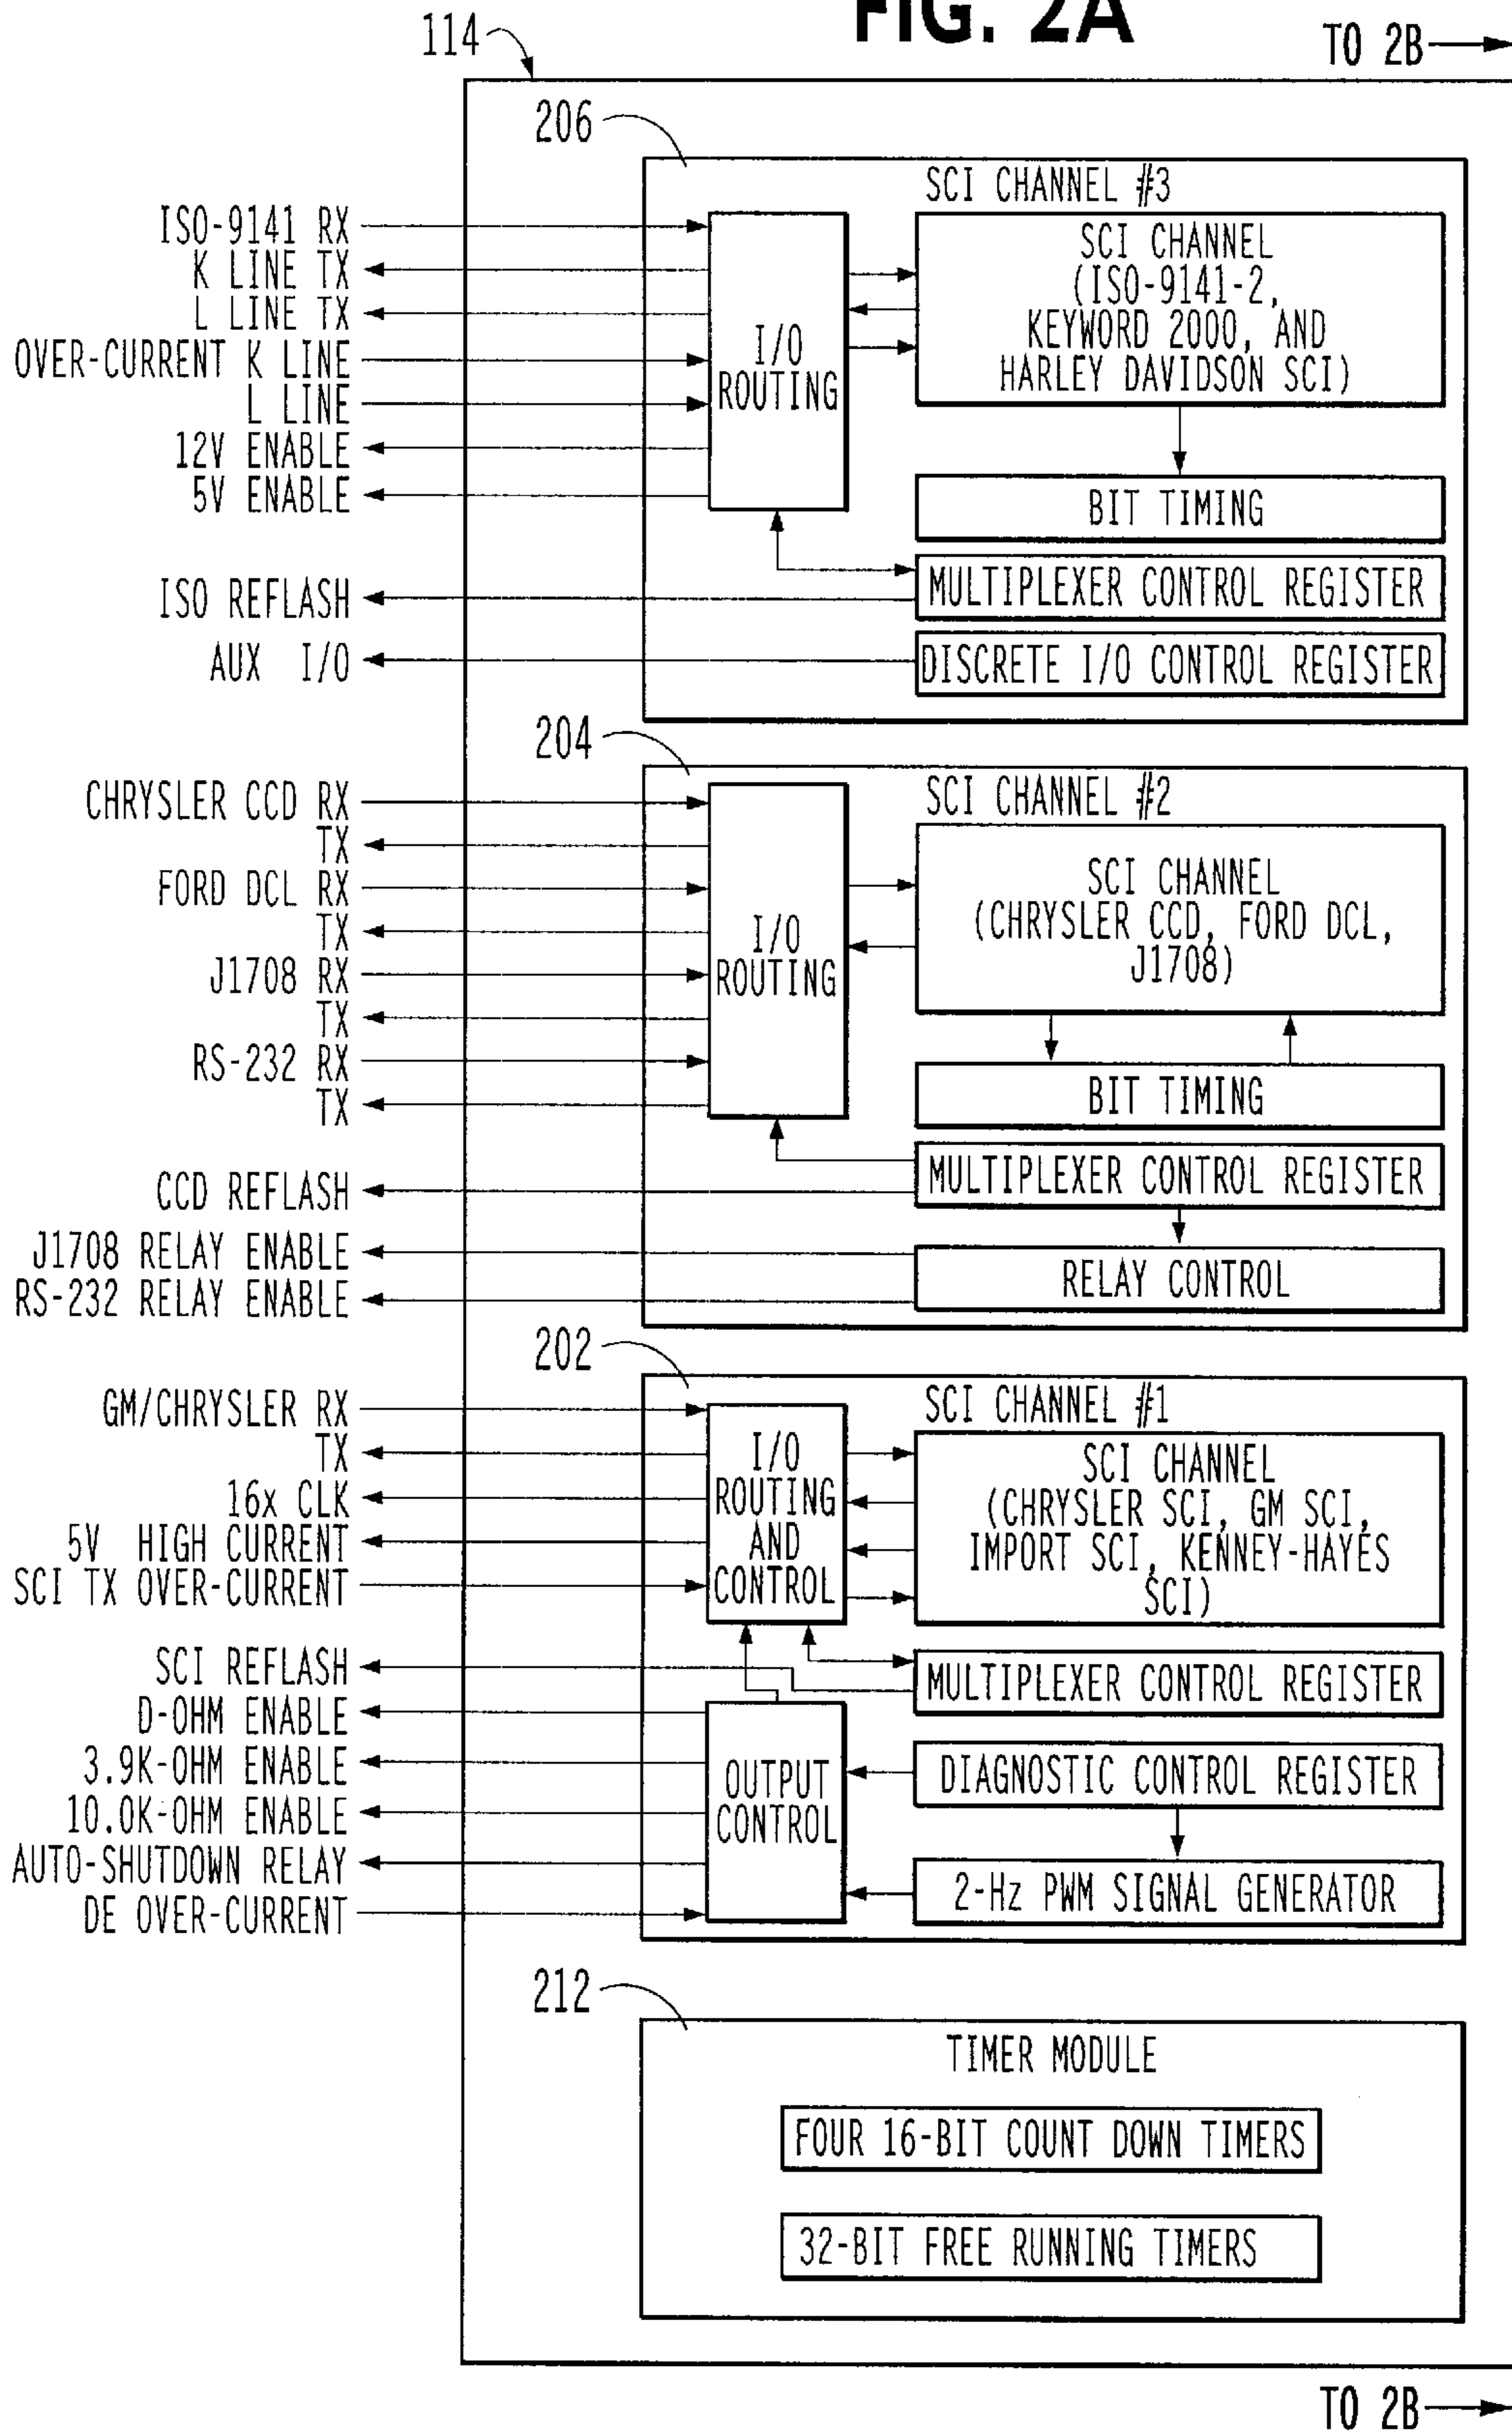 FIG. 2A
114
TO 2B
206
SCI CHANNEL #3
ISO-9141 RX
K LINE TX
L LINE TX
OVER-CURRENT K LINE
L LINE
12V ENABLE
5V ENABLE
ISO REFLASH
AUX I/O
I/O
ROUTING
SCI CHANNEL
(ISO-9141-2,
KEYWORD 2000, AND
HARLEY DAVIDSON SCI)
BIT TIMING
MULTIPLEXER CONTROL REGISTER
DISCRETE I/O CONTROL REGISTER
204
SCI CHANNEL #2
CHRYSLER CCD RX
TX
FORD DCL RX
TX
J1708 RX
TX
RS-232 RX
TX
CCD REFLASH
J1708 RELAY ENABLE
RS-232 RELAY ENABLE
I/O
ROUTING
SCI CHANNEL
(CHRYSLER CCD, FORD DCL,
J1708)
BIT TIMING
MULTIPLEXER CONTROL REGISTER
RELAY CONTROL
202
SCI CHANNEL #1
GM/CHRYSLER RX
TX
16x CLK
5V HIGH CURRENT
SCI TX OVER-CURRENT
SCI REFLASH
D-OHM ENABLE
3.9K-OHM ENABLE
10.0K-OHM ENABLE
AUTO-SHUTDOWN RELAY
DE OVER-CURRENT
I/O
ROUTING
AND
CONTROL
SCI CHANNEL
(CHRYSLER SCI, GM SCI,
IMPORT SCI, KENNEY-HAYES
SCI)
MULTIPLEXER CONTROL REGISTER
OUTPUT
CONTROL
DIAGNOSTIC CONTROL REGISTER
2-Hz PWM SIGNAL GENERATOR
212
TIMER MODULE
FOUR 16-BIT COUNT DOWN TIMERS
32-BIT FREE RUNNING TIMERS
TO 2B